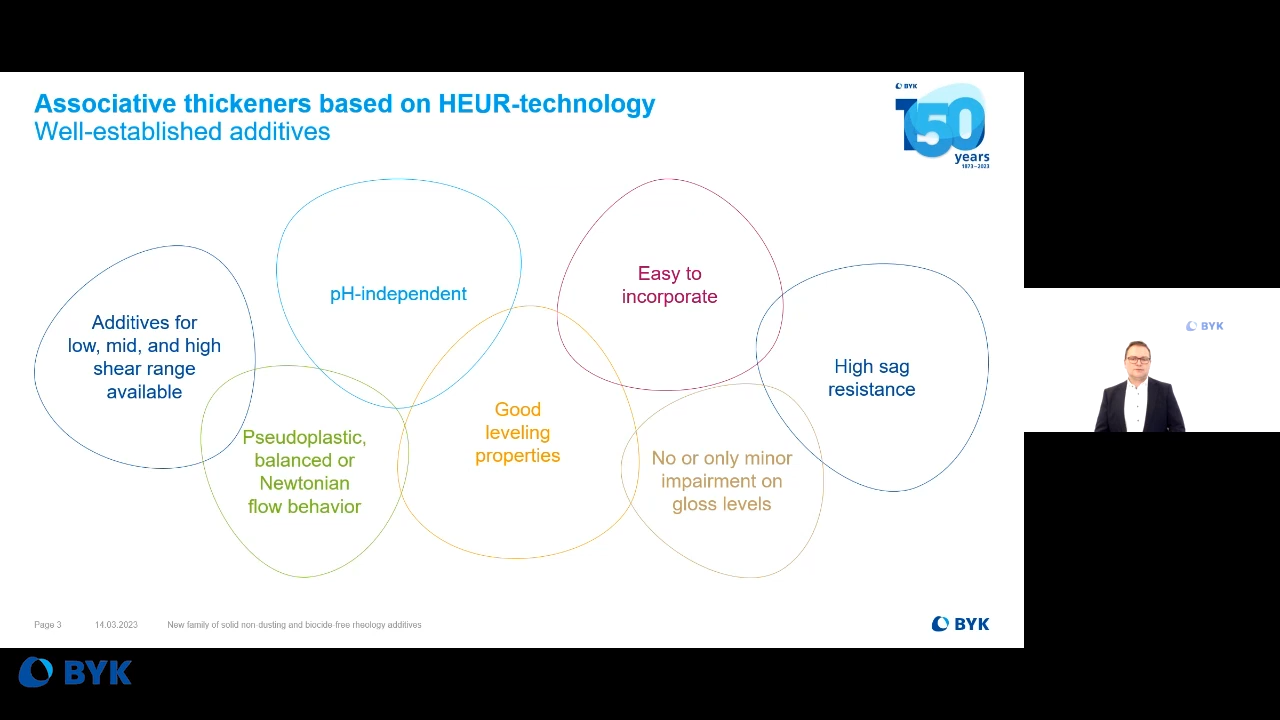 Associative thickeners based on HEUR-technology
Well-established additives
BYK
150
years
1873–2023
Additives for
low, mid, and high
shear range
available
pH-independent
Easy to
incorporate
High sag
resistance
Pseudoplastic,
balanced or
Newtonian
flow behavior
Good
leveling
properties
No or only minor
impairment on
gloss levels
BYK
Page 3
14.03.2023
New family of solid non-dusting and biocide-free rheology additives
BYK
BYK